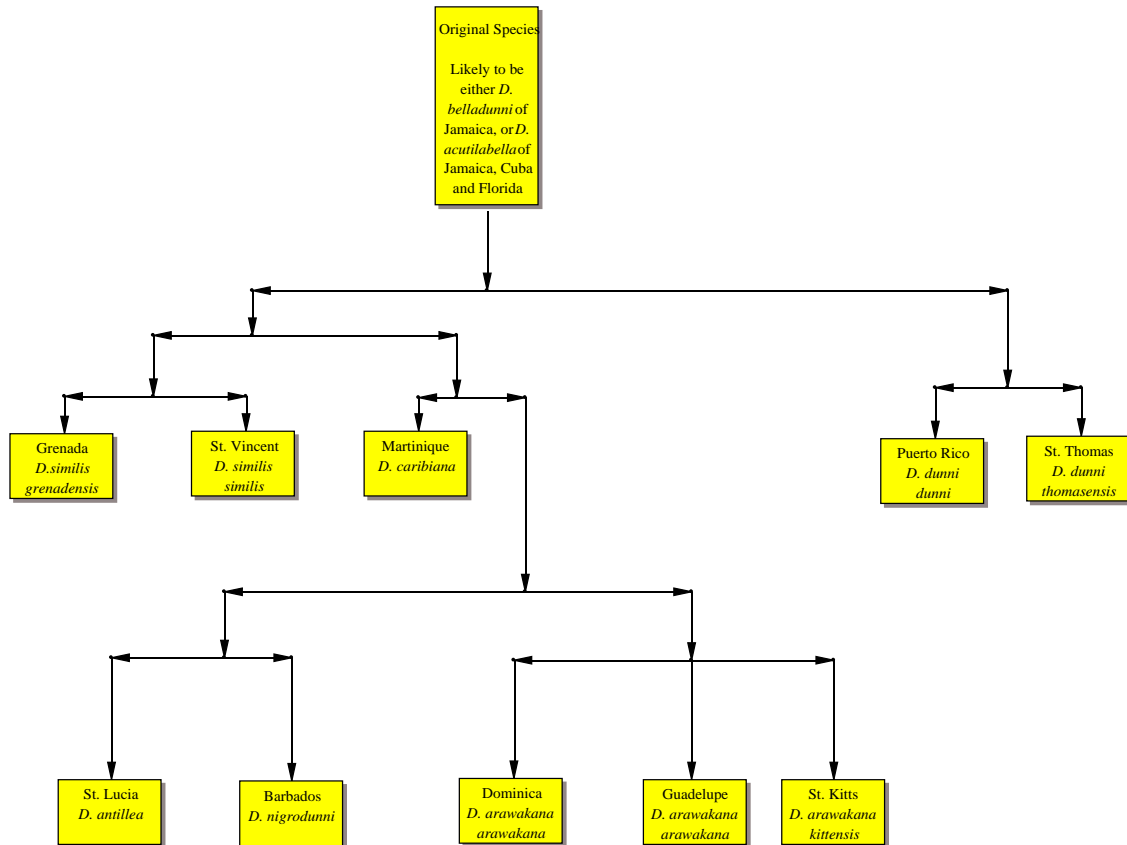 Original Species
Likely to be
either D.
belladunni of
Jamaica, or D.
acutilabella of
Jamaica, Cuba
and Florida
Grenada
D.similis
grenadensis
St. Vincent
D. similis
similis
Martinique
D. caribiana
Puerto Rico
D. dunni
dunni
St. Thomas
D. dunni
thomasensis
St. Lucia
D. antillea
Barbados
D. nigrodunni
Dominica
D. arawakana
arawakana
Guadelupe
D. arawakana
arawakana
St. Kitts
D. arawakana
kittensis